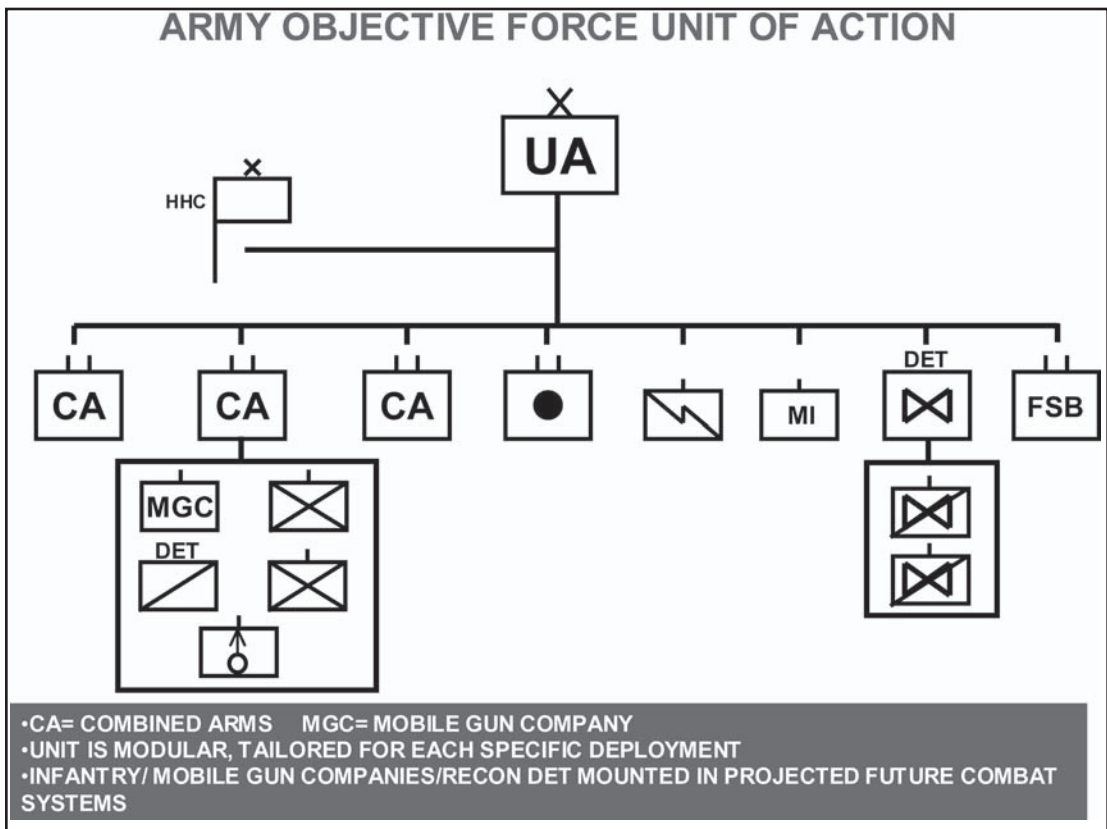 ARMY OBJECTIVE FORCE UNIT OF ACTION
UA
HHC
DET
CA
CA
CA
MI
FSB
MGC
DET
•CA= COMBINED ARMS MGC= MOBILE GUN COMPANY
•UNIT IS MODULAR, TAILORED FOR EACH SPECIFIC DEPLOYMENT
•INFANTRY/ MOBILE GUN COMPANIES/RECON DET MOUNTED IN PROJECTED FUTURE COMBAT
SYSTEMS